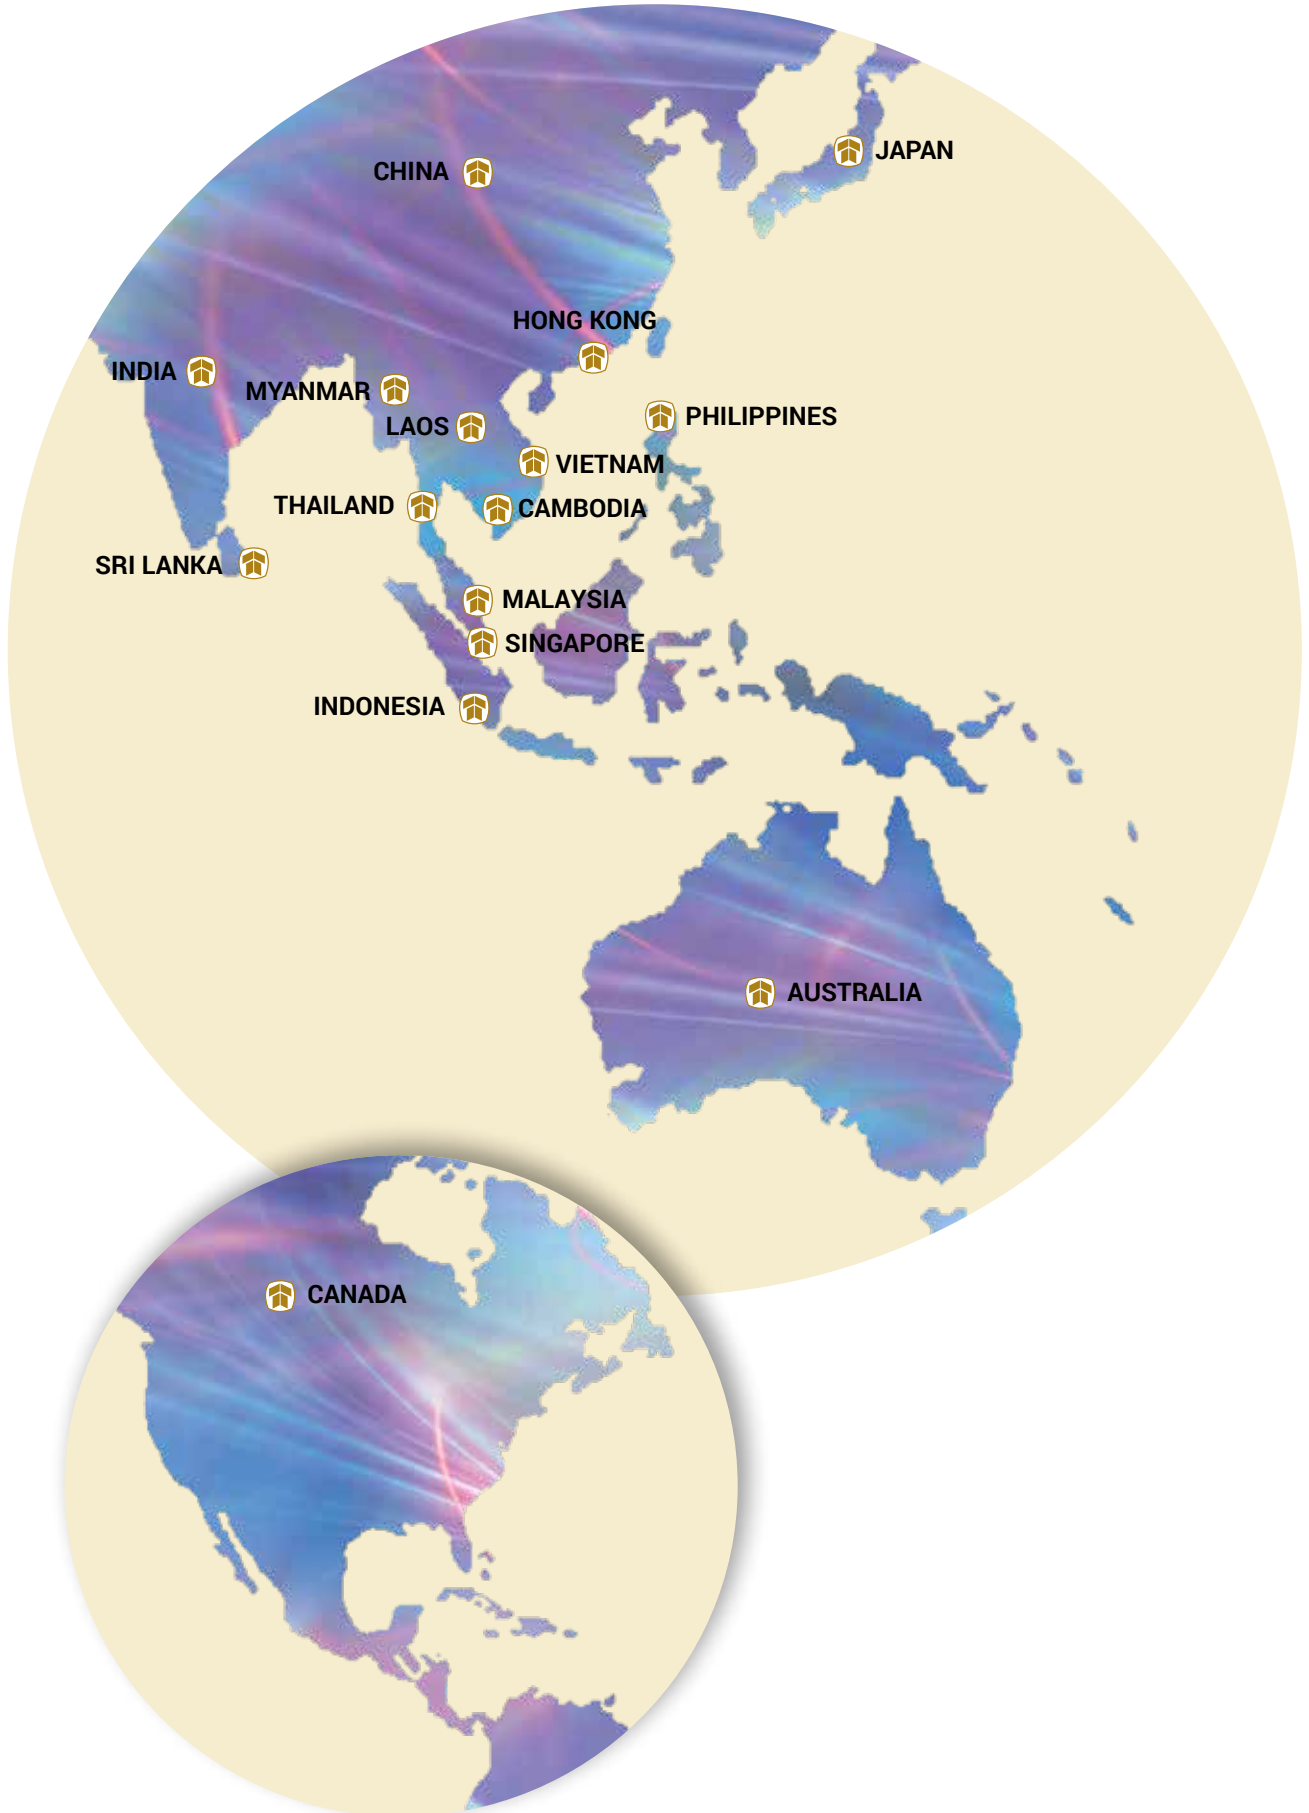 JAPAN
CHINA
HONG KONG
INDIA
MYANMAR
PHILIPPINES
LAOS
VIETNAM
THAILAND
CAMBODIA
SRI LANKA
MALAYSIA
SINGAPORE
INDONESIA
AUSTRALIA
CANADA